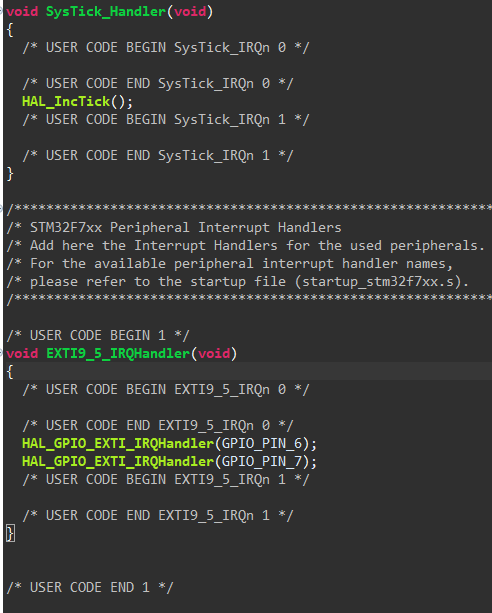 void SysTick_Handler(void)
{
/* USER CODE BEGIN SysTick_IRQn 0 */
/* USER CODE END SysTick_IRQn 0 */
HAL_IncTick();
/* USER CODE BEGIN SysTick_IRQn 1 */
/* USER CODE END SysTick_IRQn 1 */
}
/************************************************************
/* STM32F7xx Peripheral Interrupt Handlers
/* Add here the Interrupt Handlers for the used peripherals.
/* For the available peripheral interrupt handler names,
/* please refer to the startup file (startup_stm32f7xx.s).
/************************************************************
/* USER CODE BEGIN 1 */
void EXTI9_5_IRQHandler(void)
{
/* USER CODE BEGIN EXTI9_5_IRQn 0 */
/* USER CODE END EXTI9_5_IRQn 0 */
HAL_GPIO_EXTI_IRQHandler(GPIO_PIN_6);
HAL_GPIO_EXTI_IRQHandler(GPIO_PIN_7);
/* USER CODE BEGIN EXTI9_5_IRQn 1 */
/* USER CODE END EXTI9_5_IRQn 1 */
}
/* USER CODE END 1 */